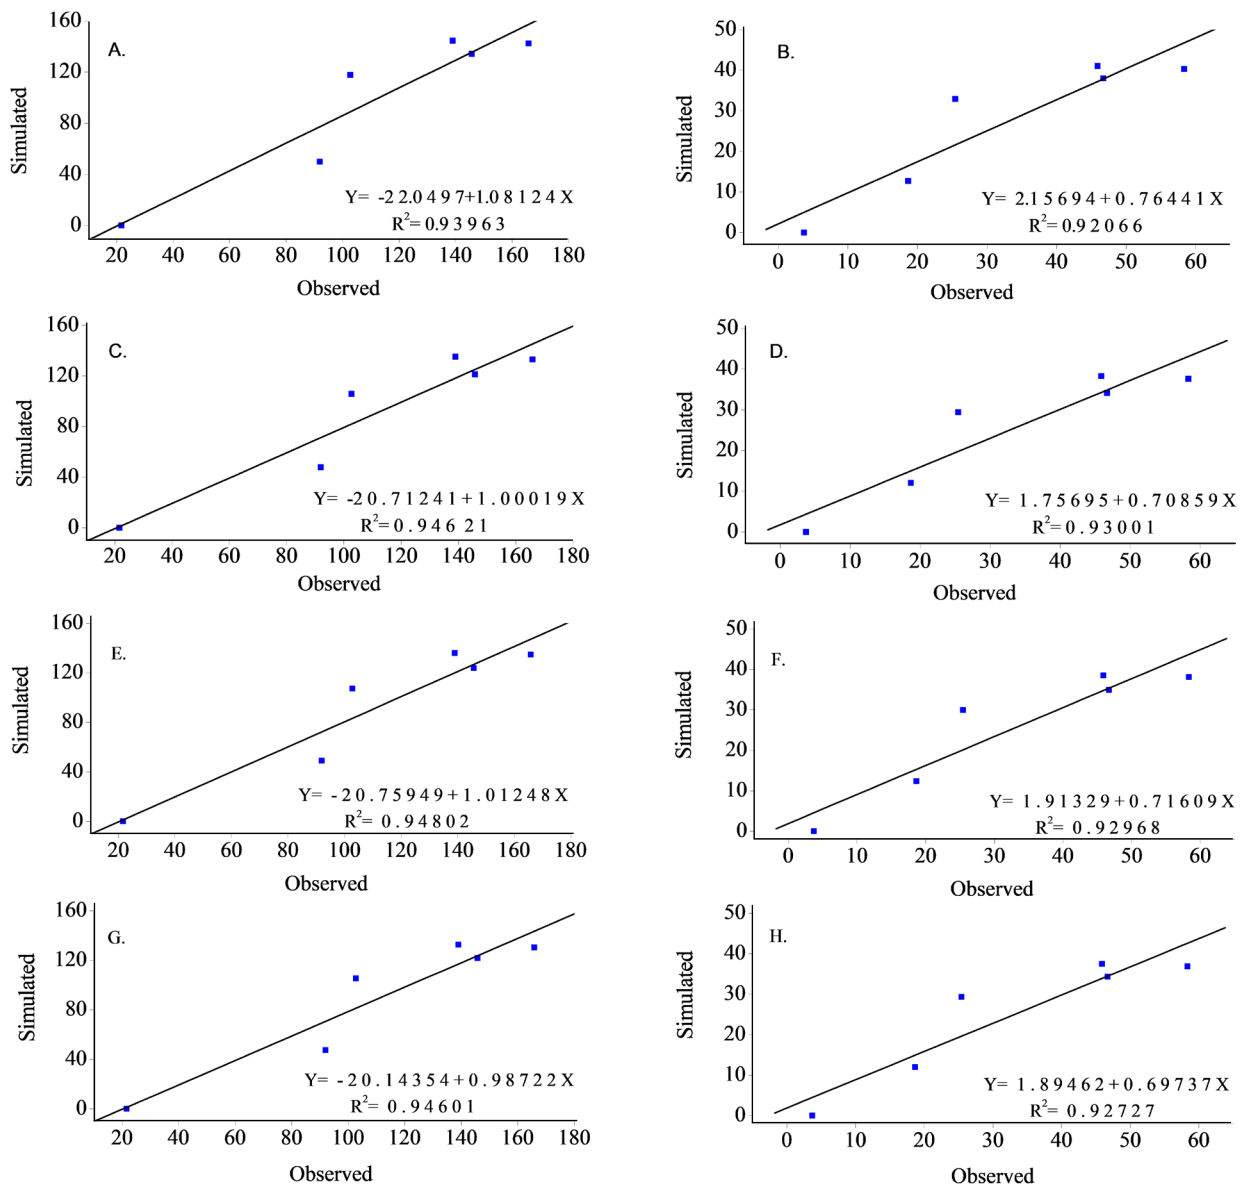 A.
Simulated
160
120
80
40
0
Y= -22.0497+1.08124X
R²=0.93963
20 40 60 80 100 120 140 160 180
Observed
B.
Simulated
50
40
30
20
10
0
Y= 2.15694+0.76441X
R²=0.92066
0 10 20 30 40 50 60
Observed
C.
Simulated
160
120
80
40
0
Y= -20.71241+1.00019X
R²=0.94621
20 40 60 80 100 120 140 160 180
Observed
D.
Simulated
50
40
30
20
10
0
Y= 1.75695+0.70859X
R²=0.93001
0 10 20 30 40 50 60
Observed
E.
Simulated
160
120
80
40
0
Y= -20.75949+1.01248X
R²= 0.94802
20 40 60 80 100 120 140 160 180
Observed
F.
Simulated
50
40
30
20
10
0
Y= 1.91329+0.71609X
R²= 0.92968
0 10 20 30 40 50 60
Observed
G.
Simulated
160
120
80
40
0
Y= -20.14354+0.98722X
R²= 0.94601
20 40 60 80 100 120 140 160 180
Observed
H.
Simulated
50
40
30
20
10
0
Y= 1.89462+0.69737X
R²= 0.92727
0 10 20 30 40 50 60
Observed